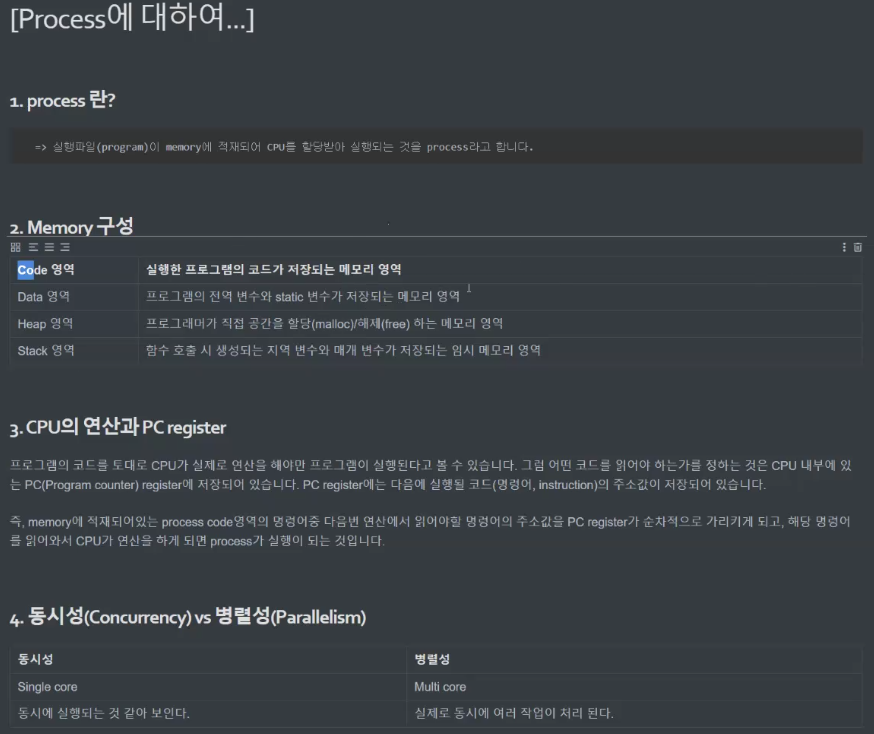 [Process에 대하여...]
1. process 란?
=> 실행파일(program)이 memory에 적재되어 CPU를 할당받아 실행되는 것을 process라고 합니다.
2. Memory 구성
Code 영역 실행한 프로그램의 코드가 저장되는 메모리 영역
Data 영역 프로그램의 전역 변수와 static 변수가 저장되는 메모리 영역
Heap 영역 프로그래머가 직접 공간을 할당(malloc)/해제(free) 하는 메모리 영역
Stack 영역 함수 호출 시 생성되는 지역 변수와 매개 변수가 저장되는 임시 메모리 영역
3. CPU의 연산과 PC register
프로그램의 코드를 토대로 CPU가 실제로 연산을 해야만 프로그램이 실행된다고 볼 수 있습니다. 그럼 어떤 코드를 읽어야 하는가를 정하는 것은 CPU 내부에 있
는 PC(Program counter) register에 저장되어 있습니다. PC register에는 다음에 실행될 코드(명령어, instruction)의 주소값이 저장되어 있습니다.
즉, memory에 적재되어있는 process code영역의 명령어중 다음번 연산에서 읽어야할 명령어의 주소값을 PC register가 순차적으로 가리키게 되고, 해당 명령어
를 읽어와서 CPU가 연산을 하게 되면 process가 실행이 되는 것입니다.
4. 동시성(Concurrency) vs 병렬성(Parallelism)
동시성 병렬성
Single core Multi core
동시에 실행되는 것 같아 보인다. 실제로 동시에 여러 작업이 처리 된다.